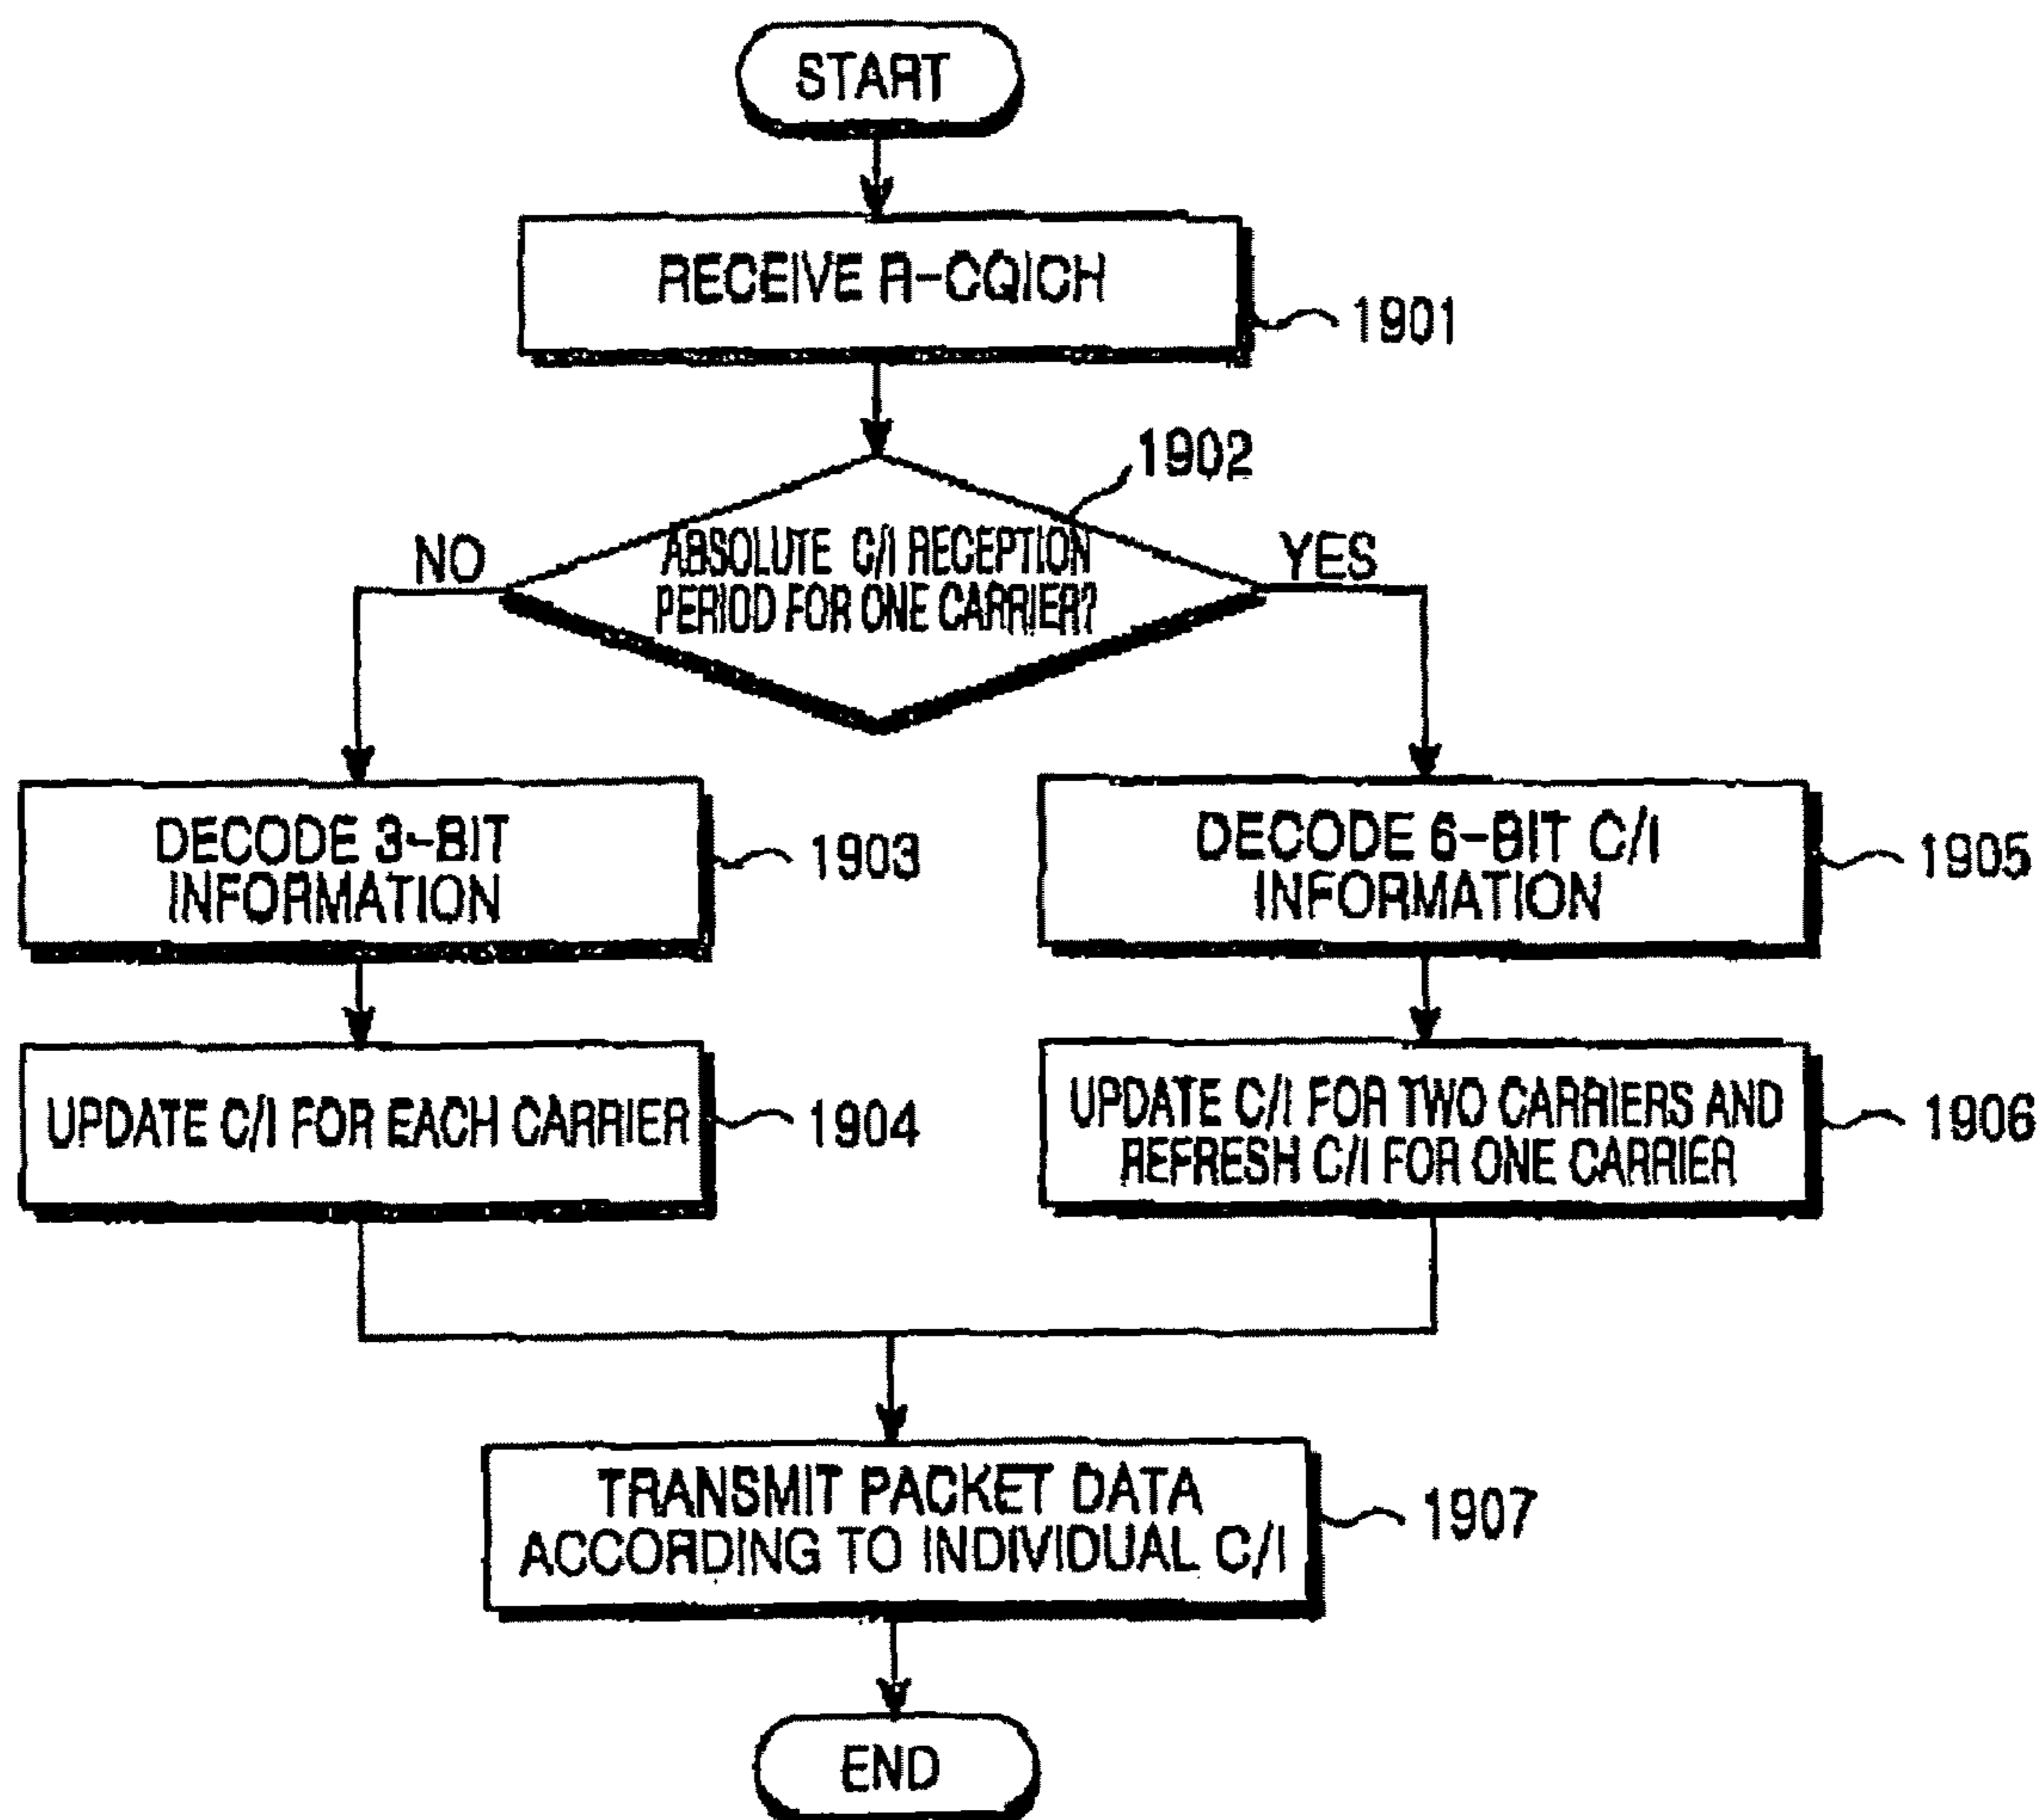 START
RECEIVE R-CQICH
1901
1902
NO
ABSOLUTE C/I RECEPTION
PERIOD FOR ONE CARRIER?
YES
DECODE 3-BIT
INFORMATION
1903
DECODE 6-BIT C/I
INFORMATION
1905
UPDATE C/I FOR EACH CARRIER
1904
UPDATE C/I FOR TWO CARRIERS AND
REFRESH C/I FOR ONE CARRIER
1906
TRANSMIT PACKET DATA
ACCORDING TO INDIVIDUAL C/I
1907
END